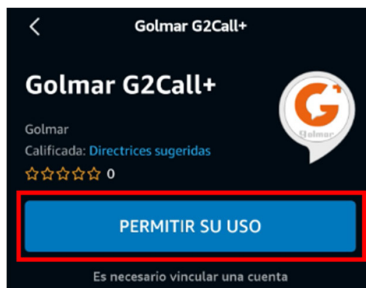 Golmar G2Call+
Golmar G2Call+
Golmar
Calificada: Directrices sugeridas
0
PERMITIR SU USO
Es necesario vincular una cuenta
Golmar